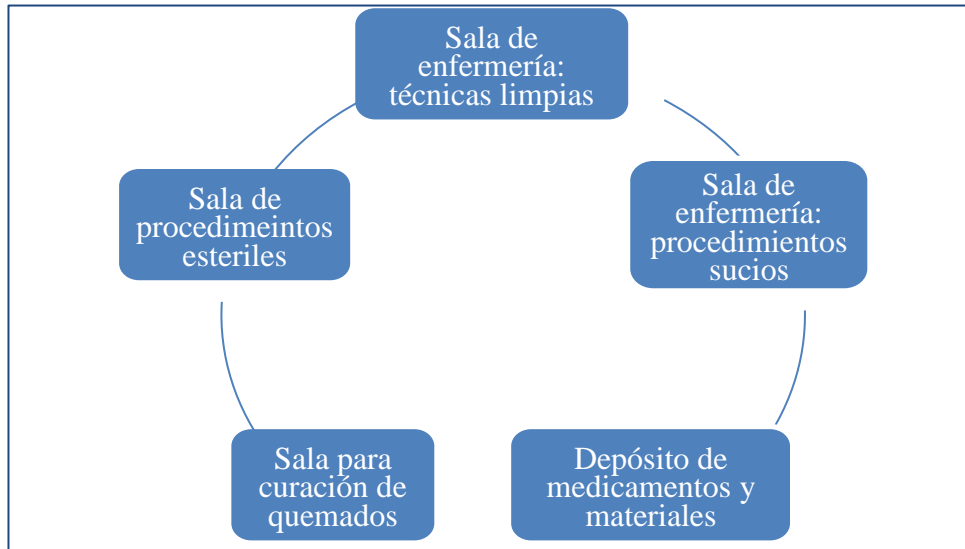 Sala de
enfermería:
técnicas limpias
Sala de
procedimeintos
esteriles
Sala de
enfermería:
procedimientos
sucios
Sala para
curación de
quemados
Depósito de
medicamentos y
materiales